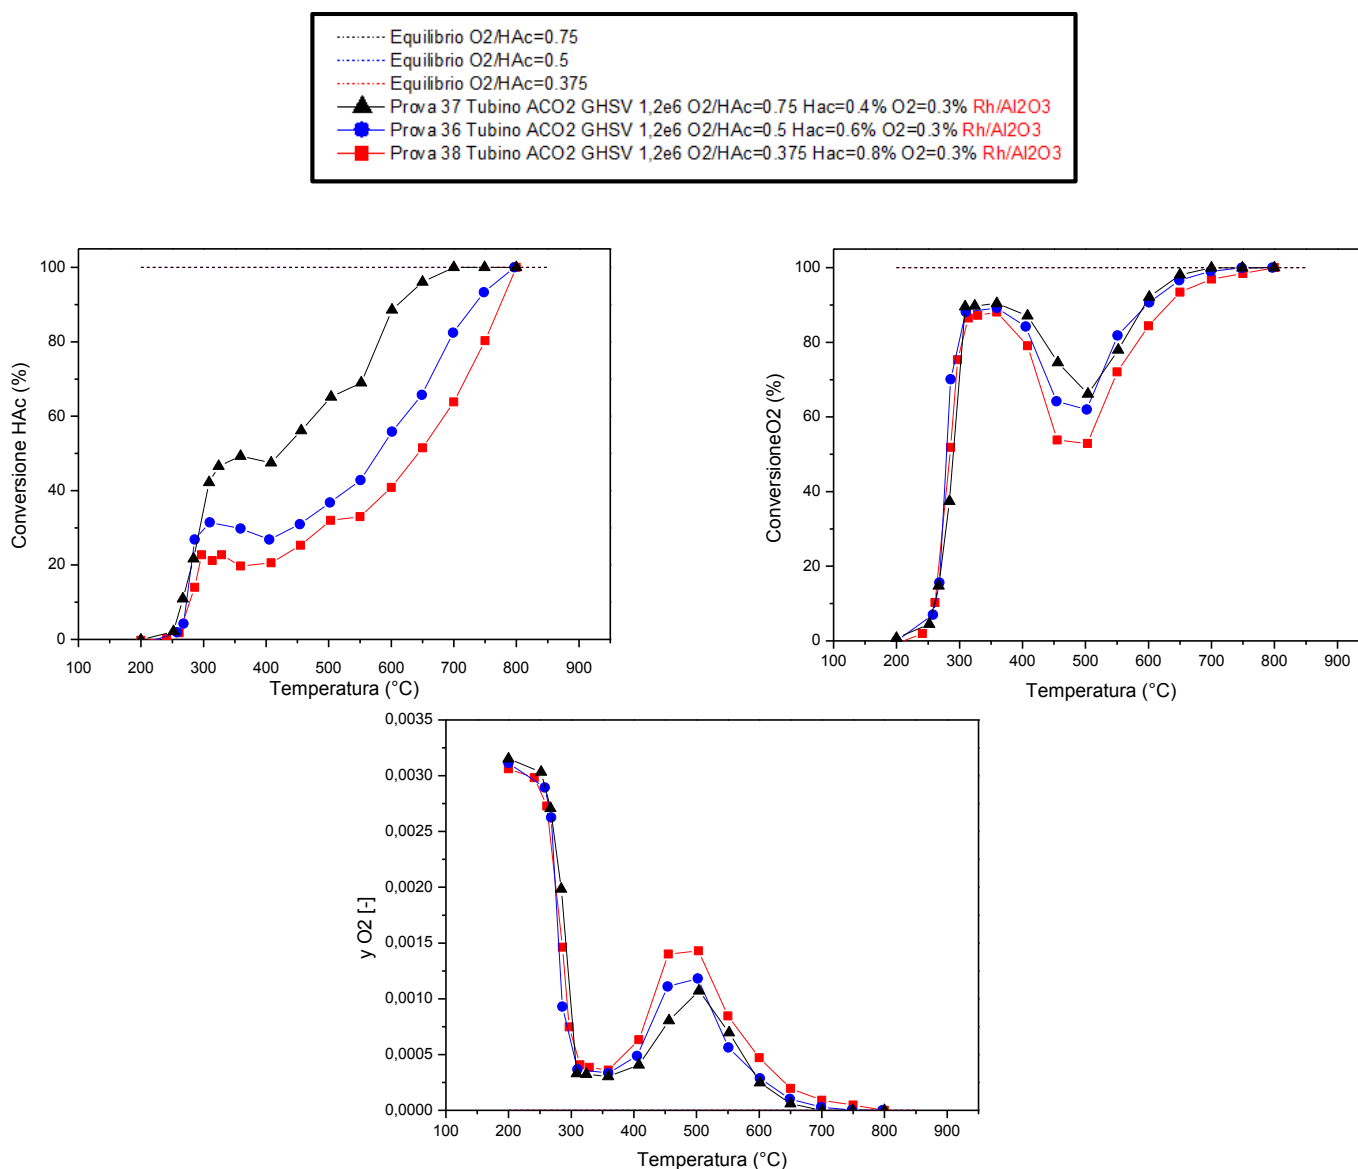 Equilibrio O2/HAc=0.75
Equilibrio O2/HAc=0.5
Equilibrio O2/HAc=0.375
Prova 37 Tubino ACO2 GHSV 1,2e6 O2/HAc=0.75 Hac=0.4% O2=0.3% Rh/Al2O3
Prova 36 Tubino ACO2 GHSV 1,2e6 O2/HAc=0.5 Hac=0.6% O2=0.3% Rh/Al2O3
Prova 38 Tubino ACO2 GHSV 1,2e6 O2/HAc=0.375 Hac=0.8% O2=0.3% Rh/Al2O3
Conversione HAc (%)
100
80
60
40
20
0
100 200 300 400 500 600 700 800 900
Temperatura (°C)
ConversioneO2 (%)
100
80
60
40
20
0
100 200 300 400 500 600 700 800 900
Temperatura (°C)
y O2 [-]
0,0035
0,0030
0,0025
0,0020
0,0015
0,0010
0,0005
0,0000
100 200 300 400 500 600 700 800 900
Temperatura (°C)